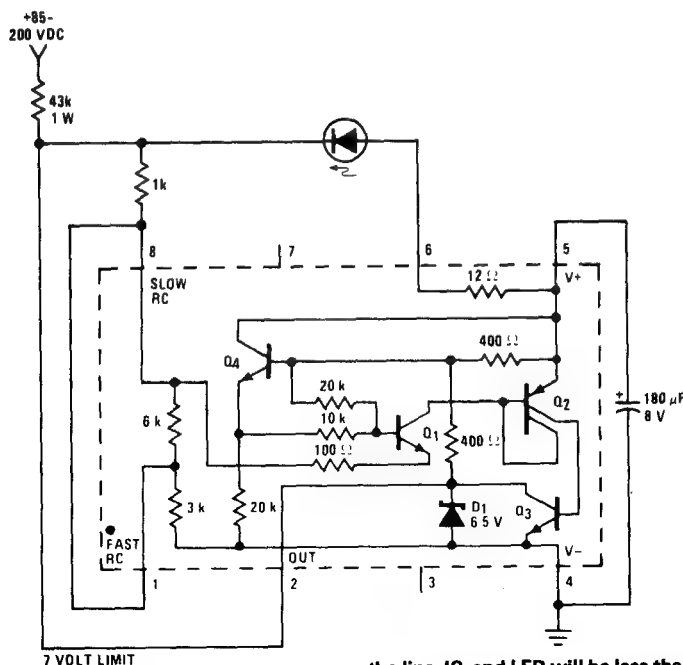 +85-
200 VDC
43k
1 W
1k
8
7
6
5
SLOW
RC
12 Ω
V+
Q4
400 Ω
20 k
Q2
180 μF
8 V
6k
10 k
Q1
100 Ω
400 Ω
3 k
20 k
D1
6 5 V
Q3
FAST
RC
OUT
V-
1
2
3
4
7 VOLT LIMIT
the line, IC, and LED will be less the